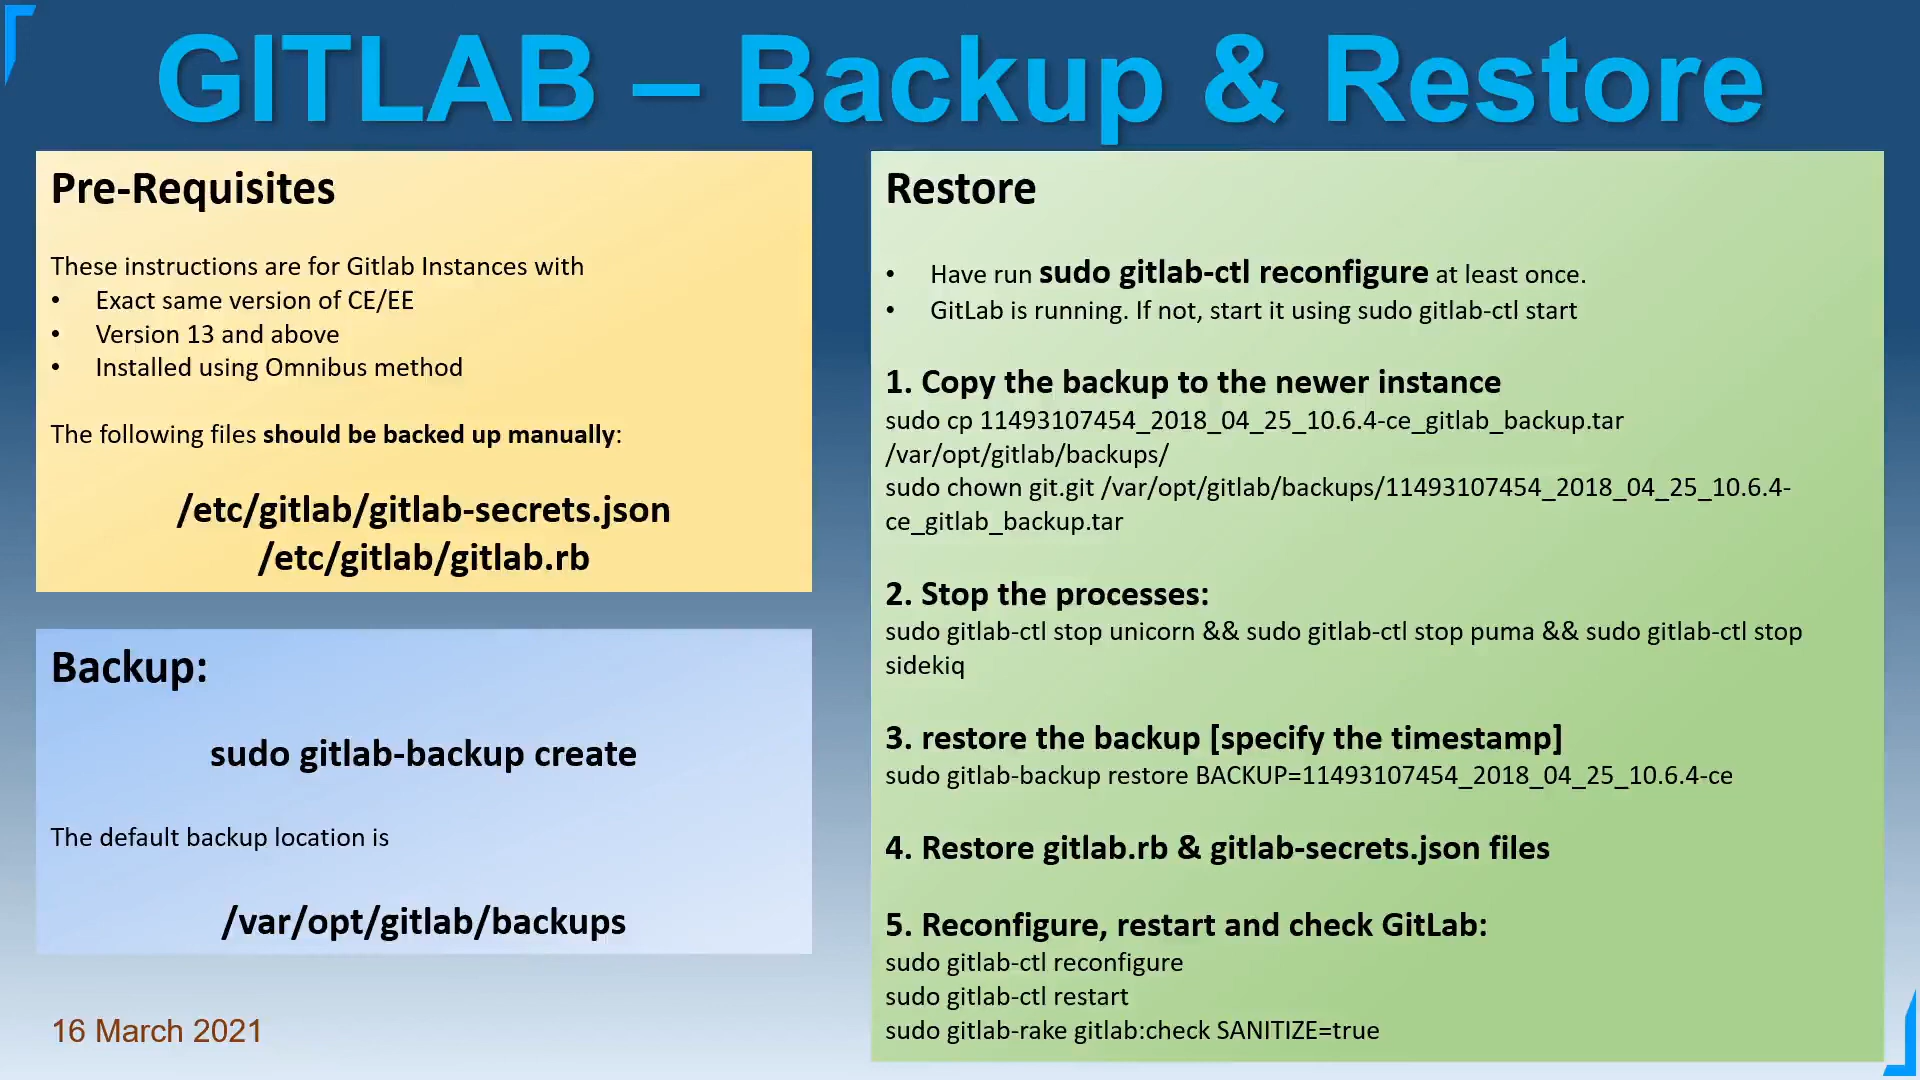 GITLAB – Backup & Restore
Pre-Requisites
These instructions are for Gitlab Instances with
• Exact same version of CE/EE
• Version 13 and above
• Installed using Omnibus method
The following files should be backed up manually:
/etc/gitlab/gitlab-secrets.json
/etc/gitlab/gitlab.rb
Backup:
sudo gitlab-backup create
The default backup location is
/var/opt/gitlab/backups
16 March 2021
Restore
• Have run sudo gitlab-ctl reconfigure at least once.
• GitLab is running. If not, start it using sudo gitlab-ctl start
1. Copy the backup to the newer instance
sudo cp 11493107454_2018_04_25_10.6.4-ce_gitlab_backup.tar
/var/opt/gitlab/backups/
sudo chown git.git /var/opt/gitlab/backups/11493107454_2018_04_25_10.6.4-
ce_gitlab_backup.tar
2. Stop the processes:
sudo gitlab-ctl stop unicorn && sudo gitlab-ctl stop puma && sudo gitlab-ctl stop
sidekiq
3. restore the backup [specify the timestamp]
sudo gitlab-backup restore BACKUP=11493107454_2018_04_25_10.6.4-ce
4. Restore gitlab.rb & gitlab-secrets.json files
5. Reconfigure, restart and check GitLab:
sudo gitlab-ctl reconfigure
sudo gitlab-ctl restart
sudo gitlab-rake gitlab:check SANITIZE=true